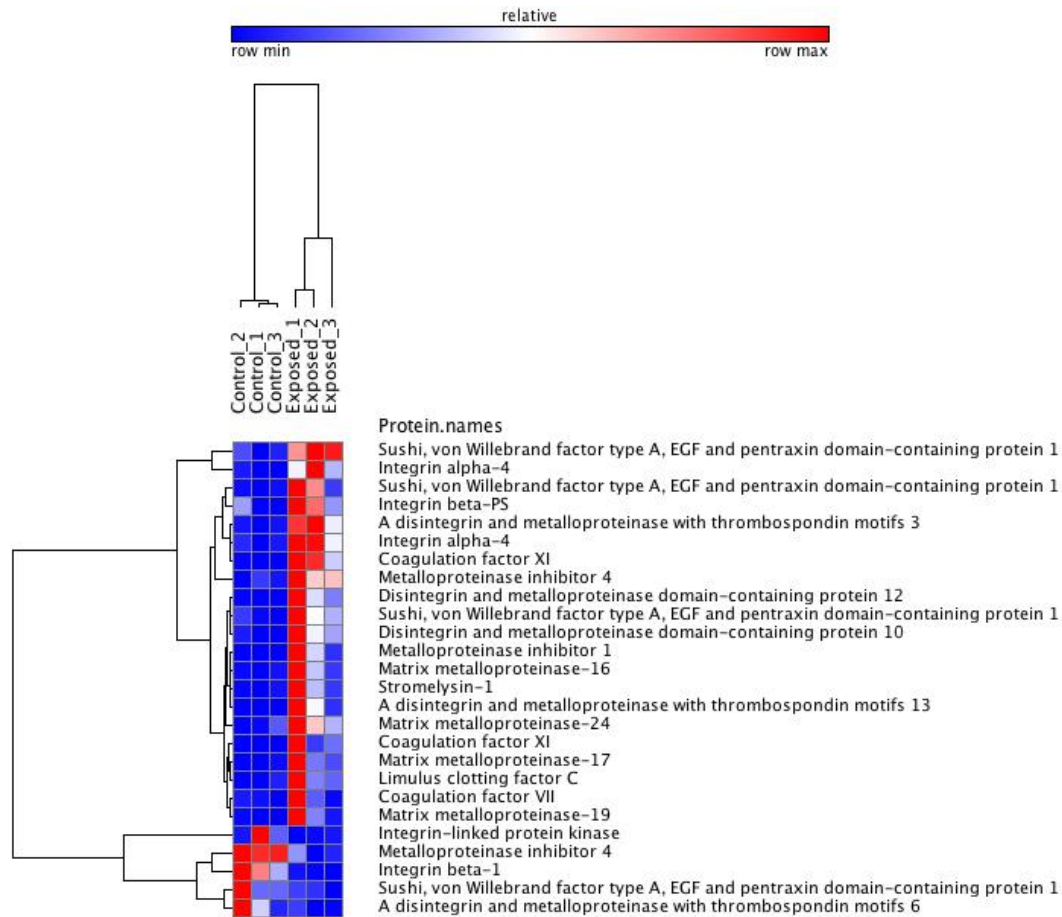 relative
row min row max
Control_2
Control_1
Control_3
Exposed_1
Exposed_2
Exposed_3
Protein.names
Sushi, von Willebrand factor type A, EGF and pentraxin domain-containing protein 1
Integrin alpha-4
Sushi, von Willebrand factor type A, EGF and pentraxin domain-containing protein 1
Integrin beta-PS
A disintegrin and metalloproteinase with thrombospondin motifs 3
Integrin alpha-4
Coagulation factor XI
Metalloproteinase inhibitor 4
Disintegrin and metalloproteinase domain-containing protein 12
Sushi, von Willebrand factor type A, EGF and pentraxin domain-containing protein 1
Disintegrin and metalloproteinase domain-containing protein 10
Metalloproteinase inhibitor 1
Matrix metalloproteinase-16
Stromelysin-1
A disintegrin and metalloproteinase with thrombospondin motifs 13
Matrix metalloproteinase-24
Coagulation factor XI
Matrix metalloproteinase-17
Limulus clotting factor C
Coagulation factor VII
Matrix metalloproteinase-19
Integrin-linked protein kinase
Metalloproteinase inhibitor 4
Integrin beta-1
Sushi, von Willebrand factor type A, EGF and pentraxin domain-containing protein 1
A disintegrin and metalloproteinase with thrombospondin motifs 6